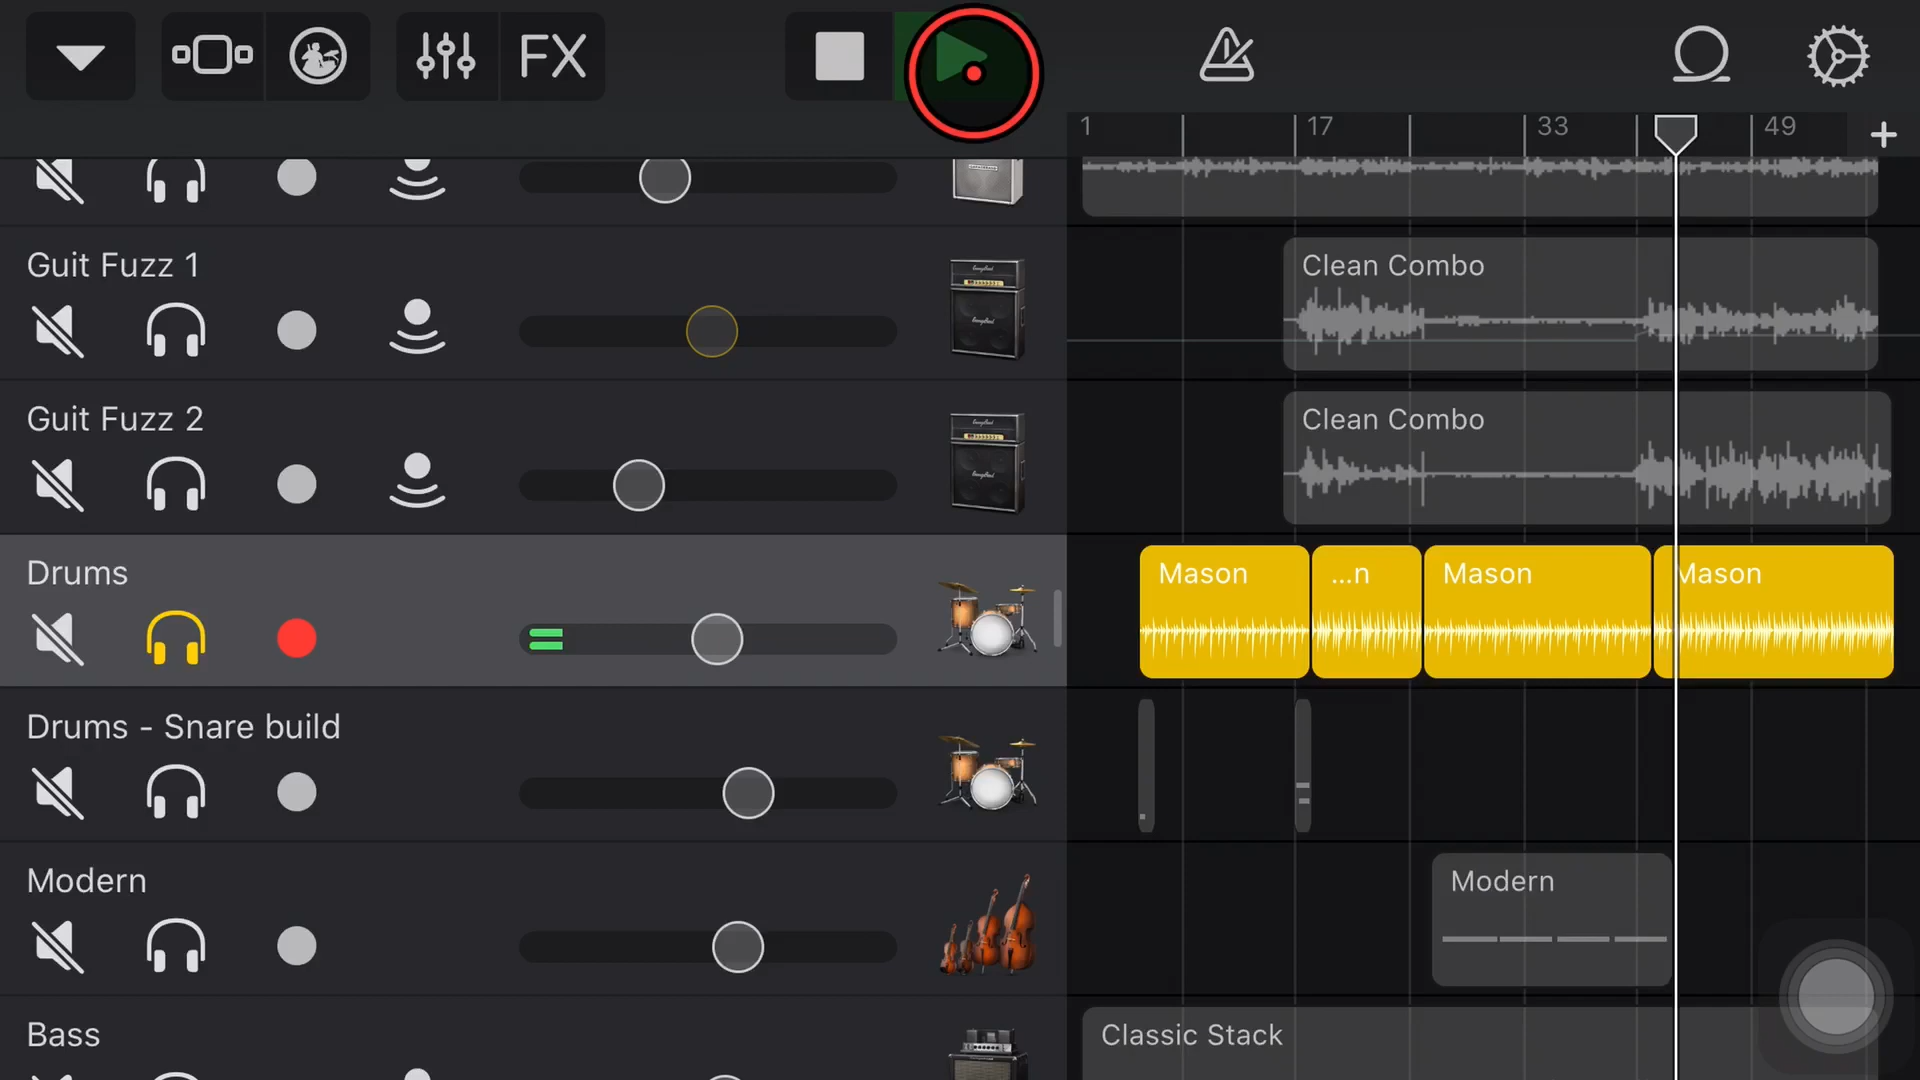 FX
1
17
33
49
+
Guit Fuzz 1
Clean Combo
Guit Fuzz 2
Clean Combo
Drums
Mason
...n
Mason
Mason
Drums - Snare build
Modern
Modern
Bass
Classic Stack